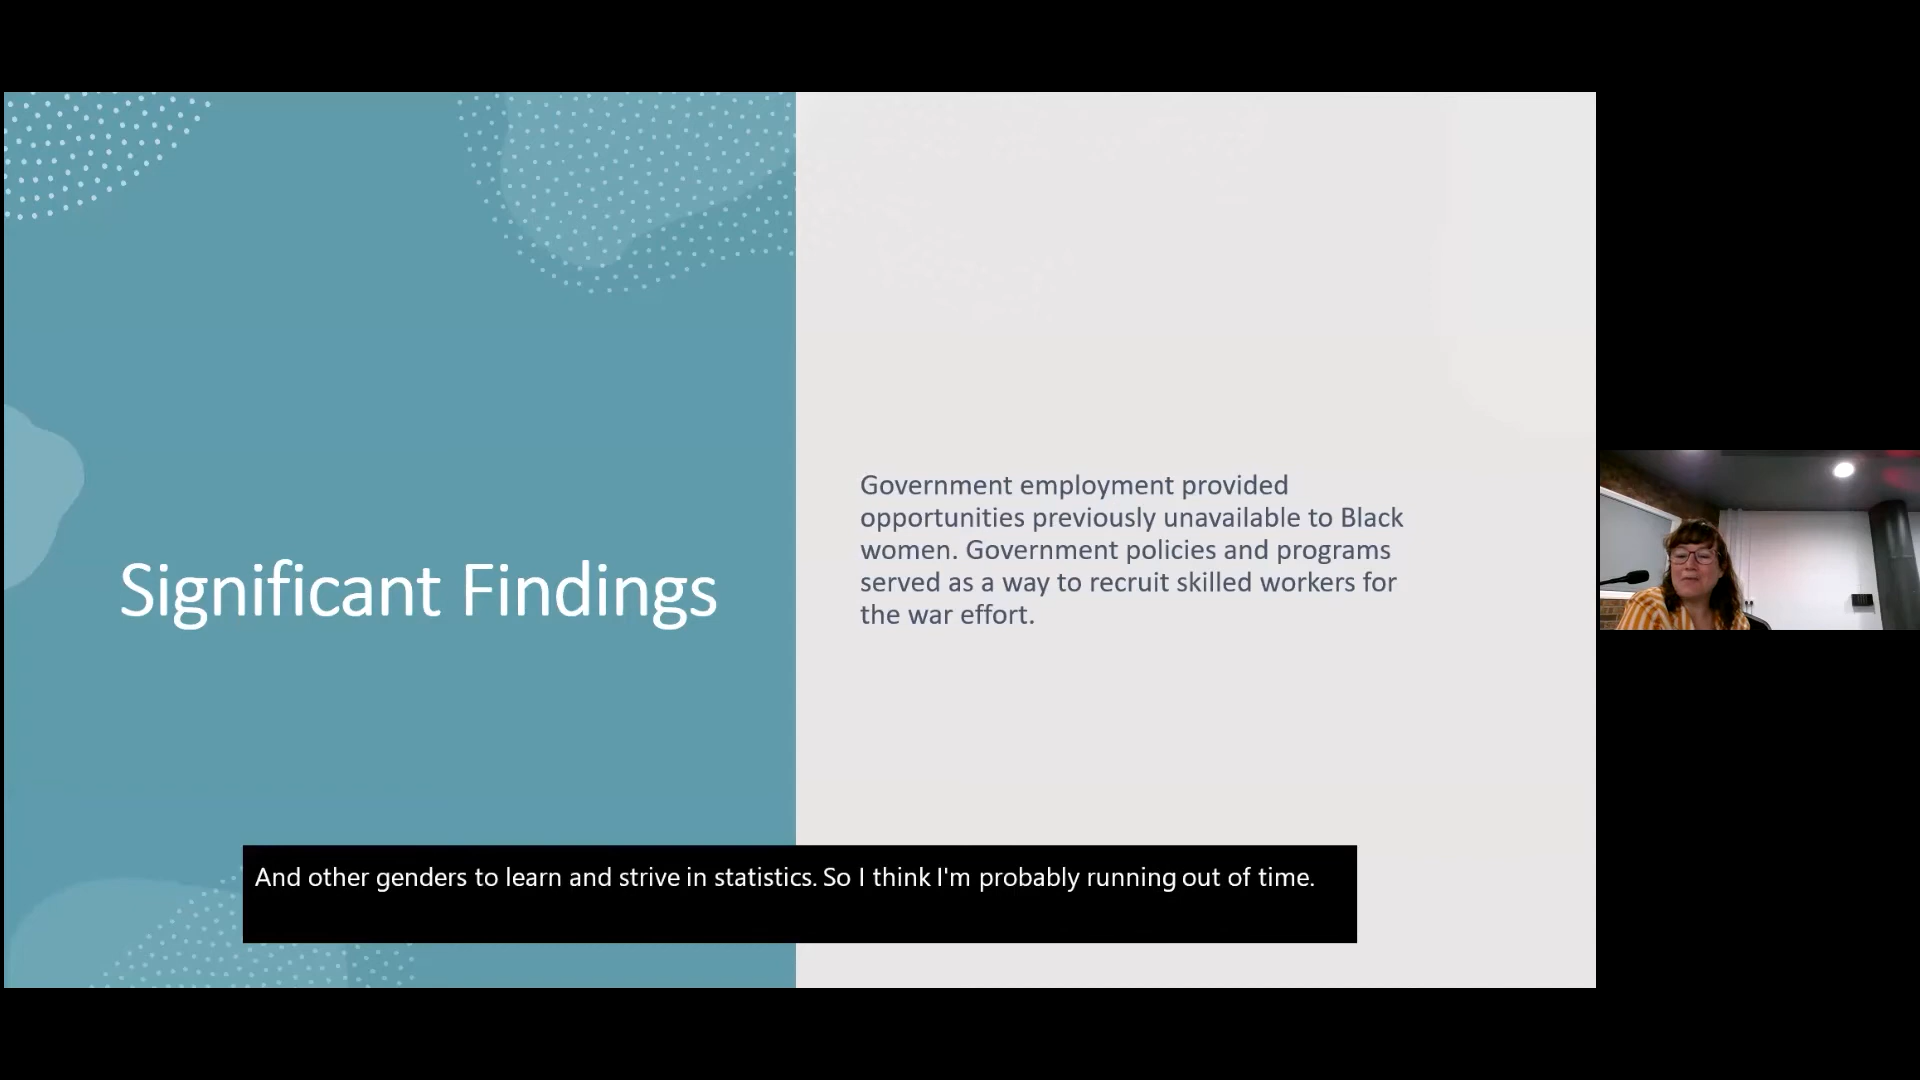 Significant Findings
Government employment provided
opportunities previously unavailable to Black
women. Government policies and programs
served as a way to recruit skilled workers for
the war effort.
And other genders to learn and strive in statistics. So I think I'm probably running out of time.